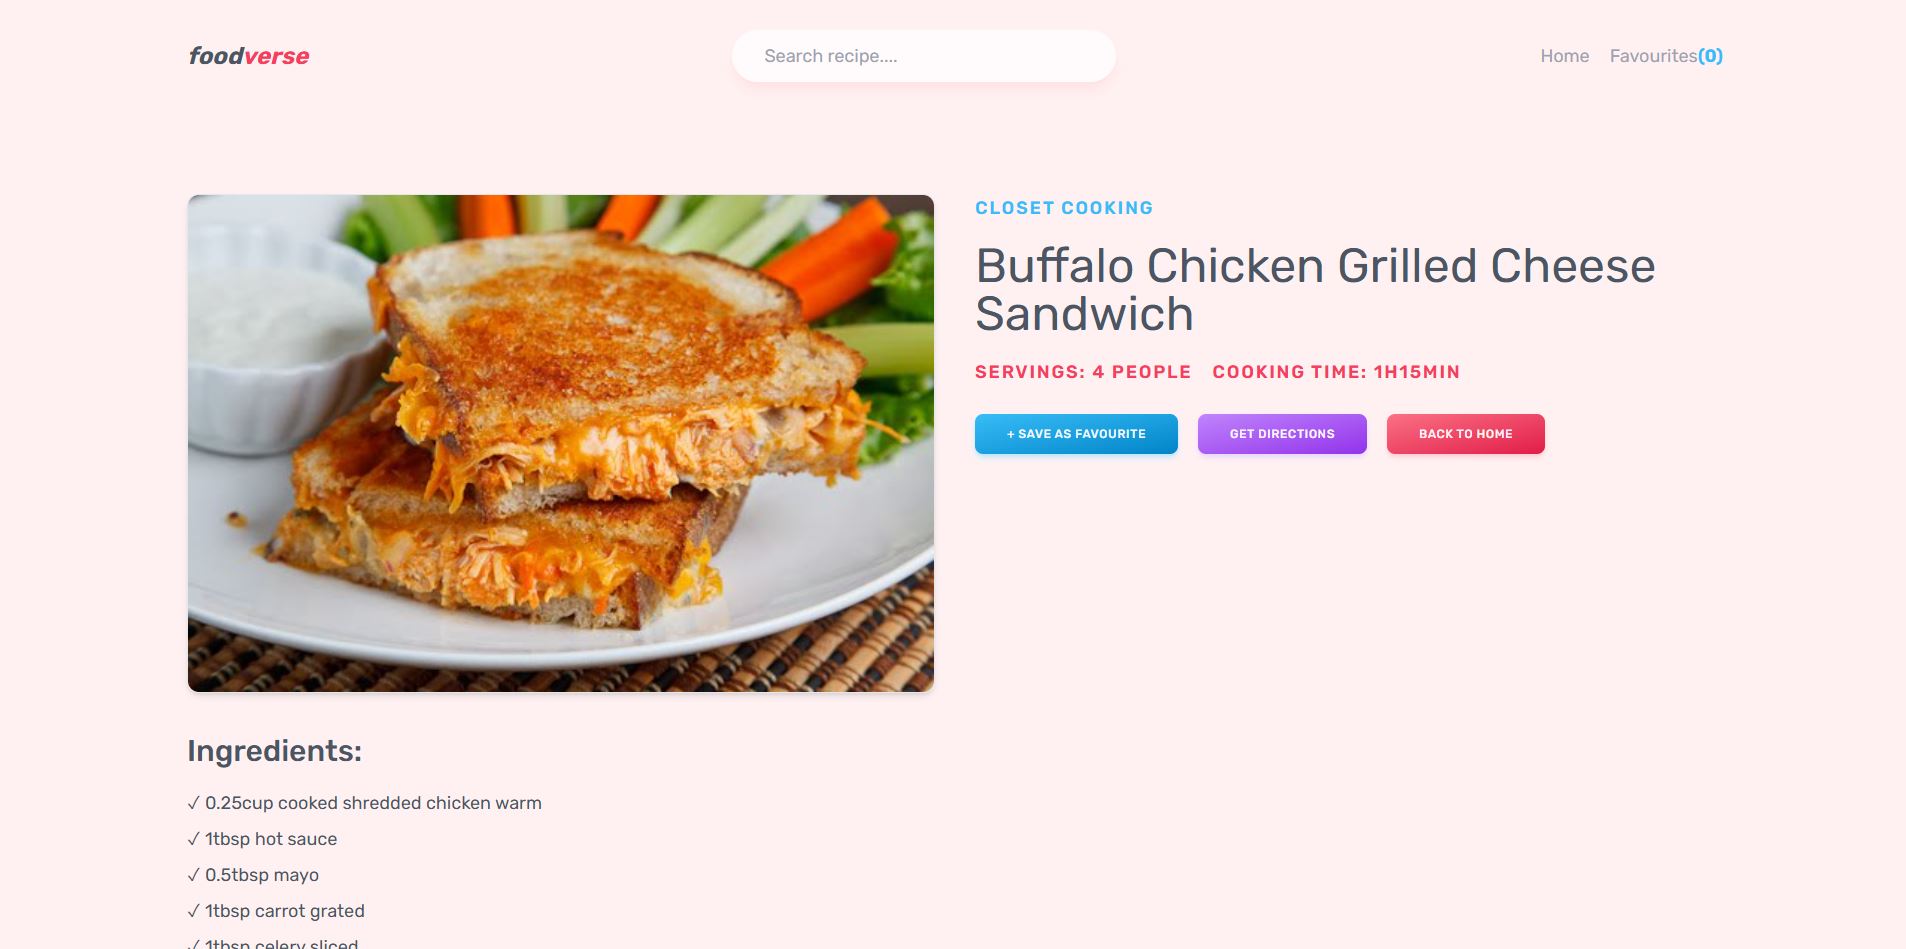 foodverse
Search recipe....
Home Favourites(0)
CLOSET COOKING
Buffalo Chicken Grilled Cheese
Sandwich
SERVINGS: 4 PEOPLE COOKING TIME: 1H15MIN
+ SAVE AS FAVOURITE GET DIRECTIONS BACK TO HOME
Ingredients:
✓ 0.25cup cooked shredded chicken warm
✓ 1tbsp hot sauce
✓ 0.5tbsp mayo
✓ 1tbsp carrot grated
✓ 1tbsp celery sliced